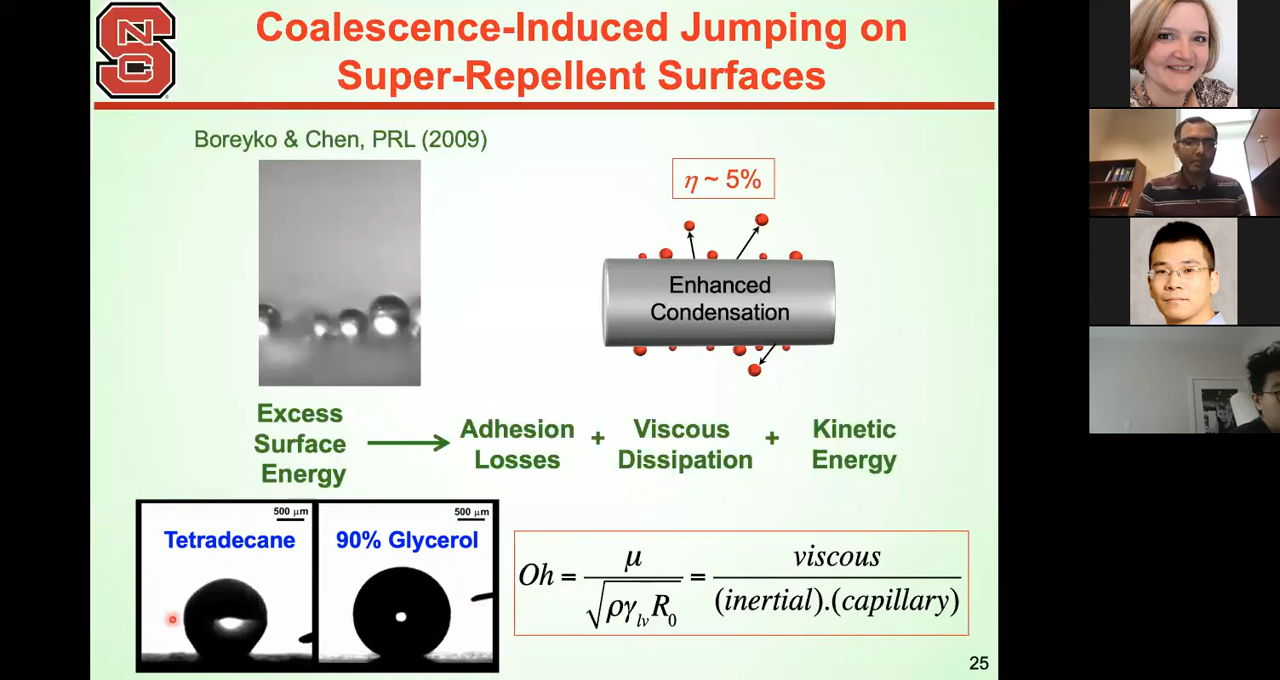 NC
S
Coalescence-Induced Jumping on
Super-Repellent Surfaces
Boreyko & Chen, PRL (2009)
η ~ 5%
Enhanced
Condensation
Excess
Surface
Energy
Adhesion
Losses
+
Viscous
Dissipation
+
Kinetic
Energy
500 μm
Tetradecane
500 μm
90% Glycerol
Oh = μ / √ργ_lv R_0 = viscous / (inertial).(capillary)
25